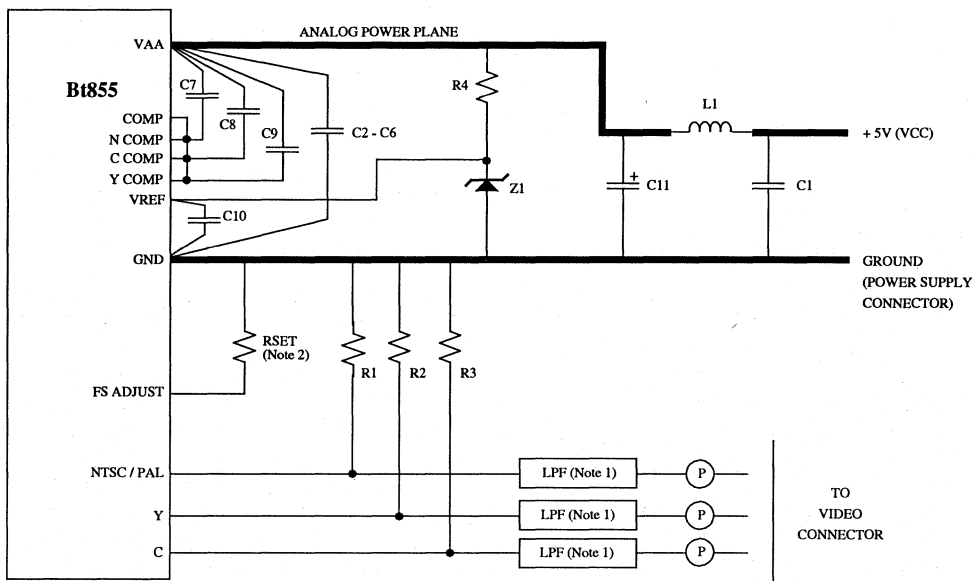 ANALOG POWER PLANE
VAA
Bt855
C7
R4
L1
C8
COMP
C9
C2 - C6
+ 5V (VCC)
N COMP
C COMP
Y COMP
Z1
C11
+
C1
VREF
C10
GND
GROUND
(POWER SUPPLY
CONNECTOR)
RSET
(Note 2)
R1
R2
R3
FS ADJUST
NTSC / PAL
LPF (Note 1)
P
Y
LPF (Note 1)
P
C
LPF (Note 1)
P
TO
VIDEO
CONNECTOR